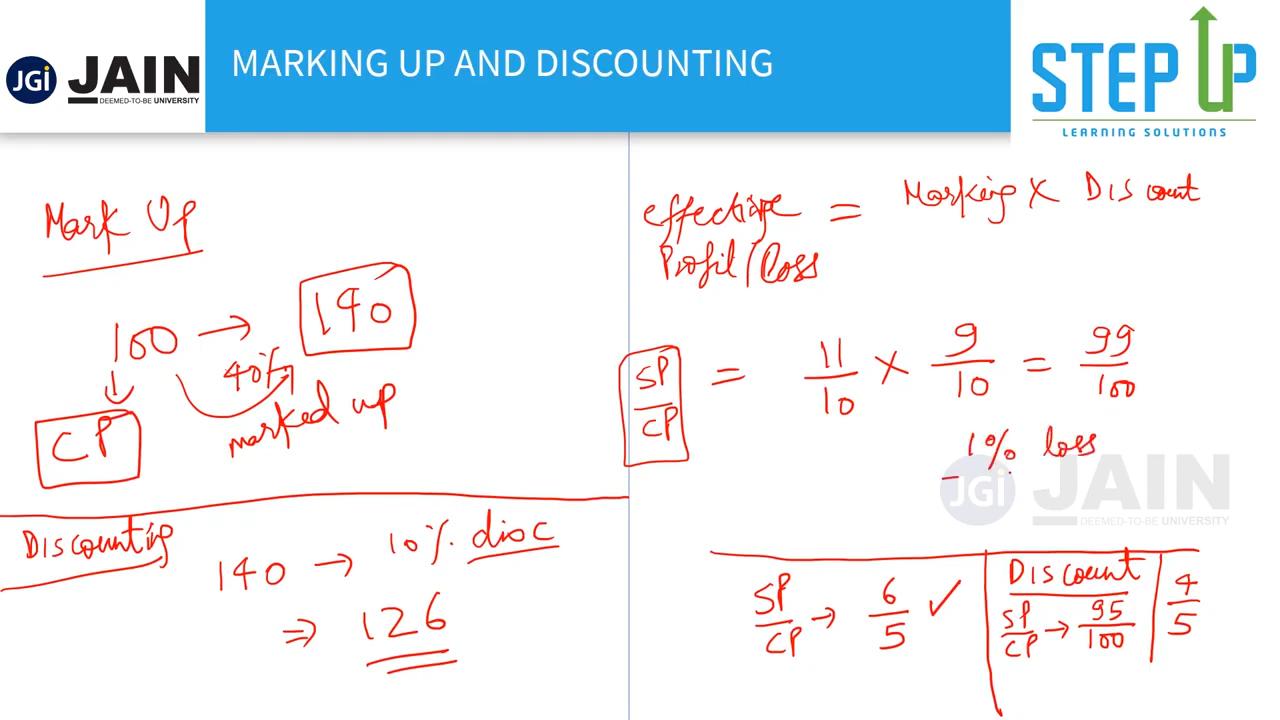 JGi JAIN
DEEMED-TO-BE UNIVERSITY
MARKING UP AND DISCOUNTING
STEP UP
LEARNING SOLUTIONS
Mark Up
100 → 140
40%
marked up
CP
Discounting
140 → 10% disc
⇒ 126
effective Profit/Loss = Marking X Discount
SP/CP = 11/10 × 9/10 = 99/100
1% loss
JGi JAIN
DEEMED-TO-BE UNIVERSITY
SP/CP → 6/5 ✓
Discount
SP/CP → 95/100
4/5